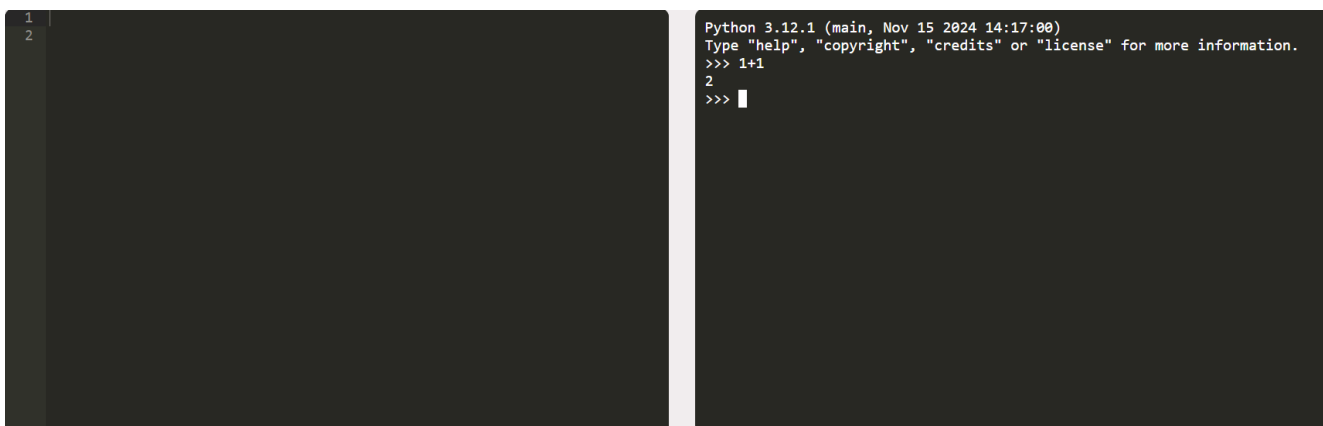 1
2
Python 3.12.1 (main, Nov 15 2024 14:17:00)
Type "help", "copyright", "credits" or "license" for more information.
>>> 1+1
2
>>>